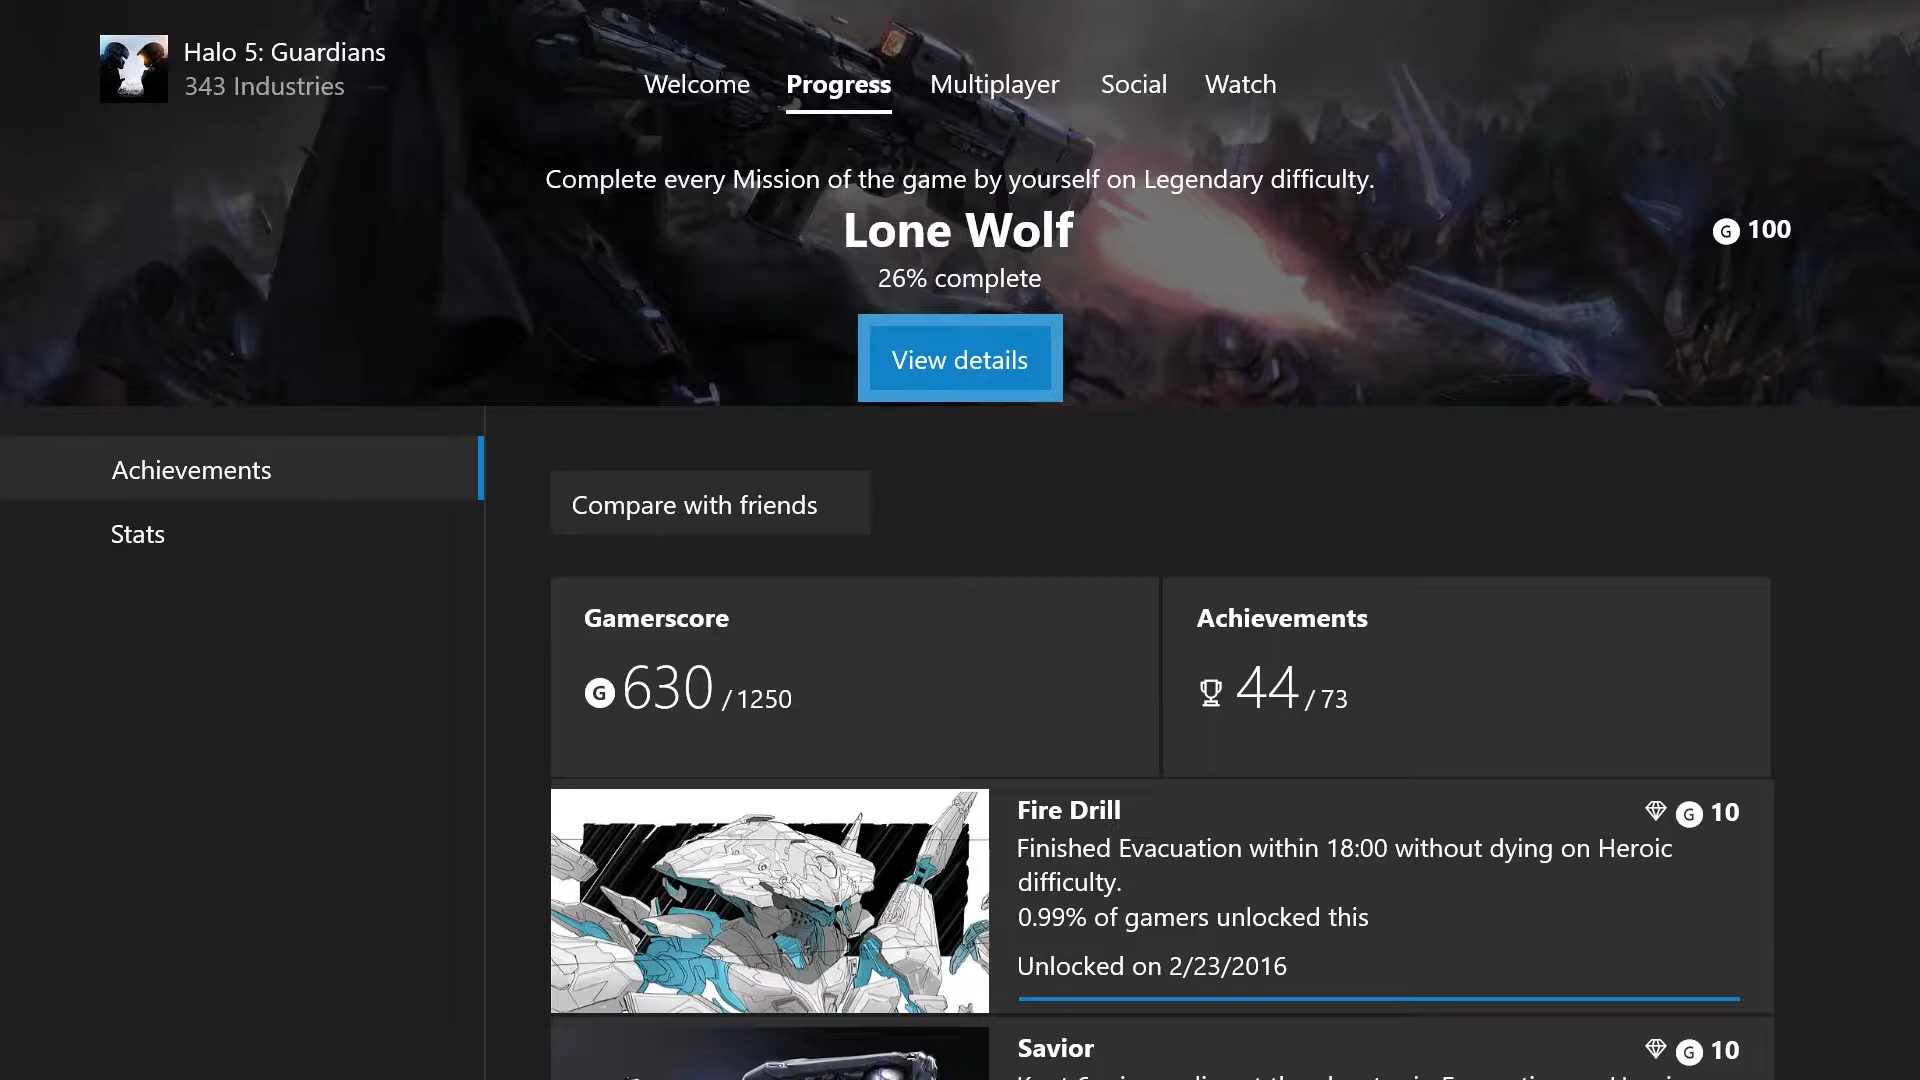 Halo 5: Guardians
343 Industries
Welcome Progress Multiplayer Social Watch
Complete every Mission of the game by yourself on Legendary difficulty.
Lone Wolf
26% complete
G 100
View details
Achievements
Stats
Compare with friends
Gamerscore
G 630 / 1250
Achievements
44 / 73
Fire Drill
G 10
Finished Evacuation within 18:00 without dying on Heroic
difficulty.
0.99% of gamers unlocked this
Unlocked on 2/23/2016
Savior
G 10